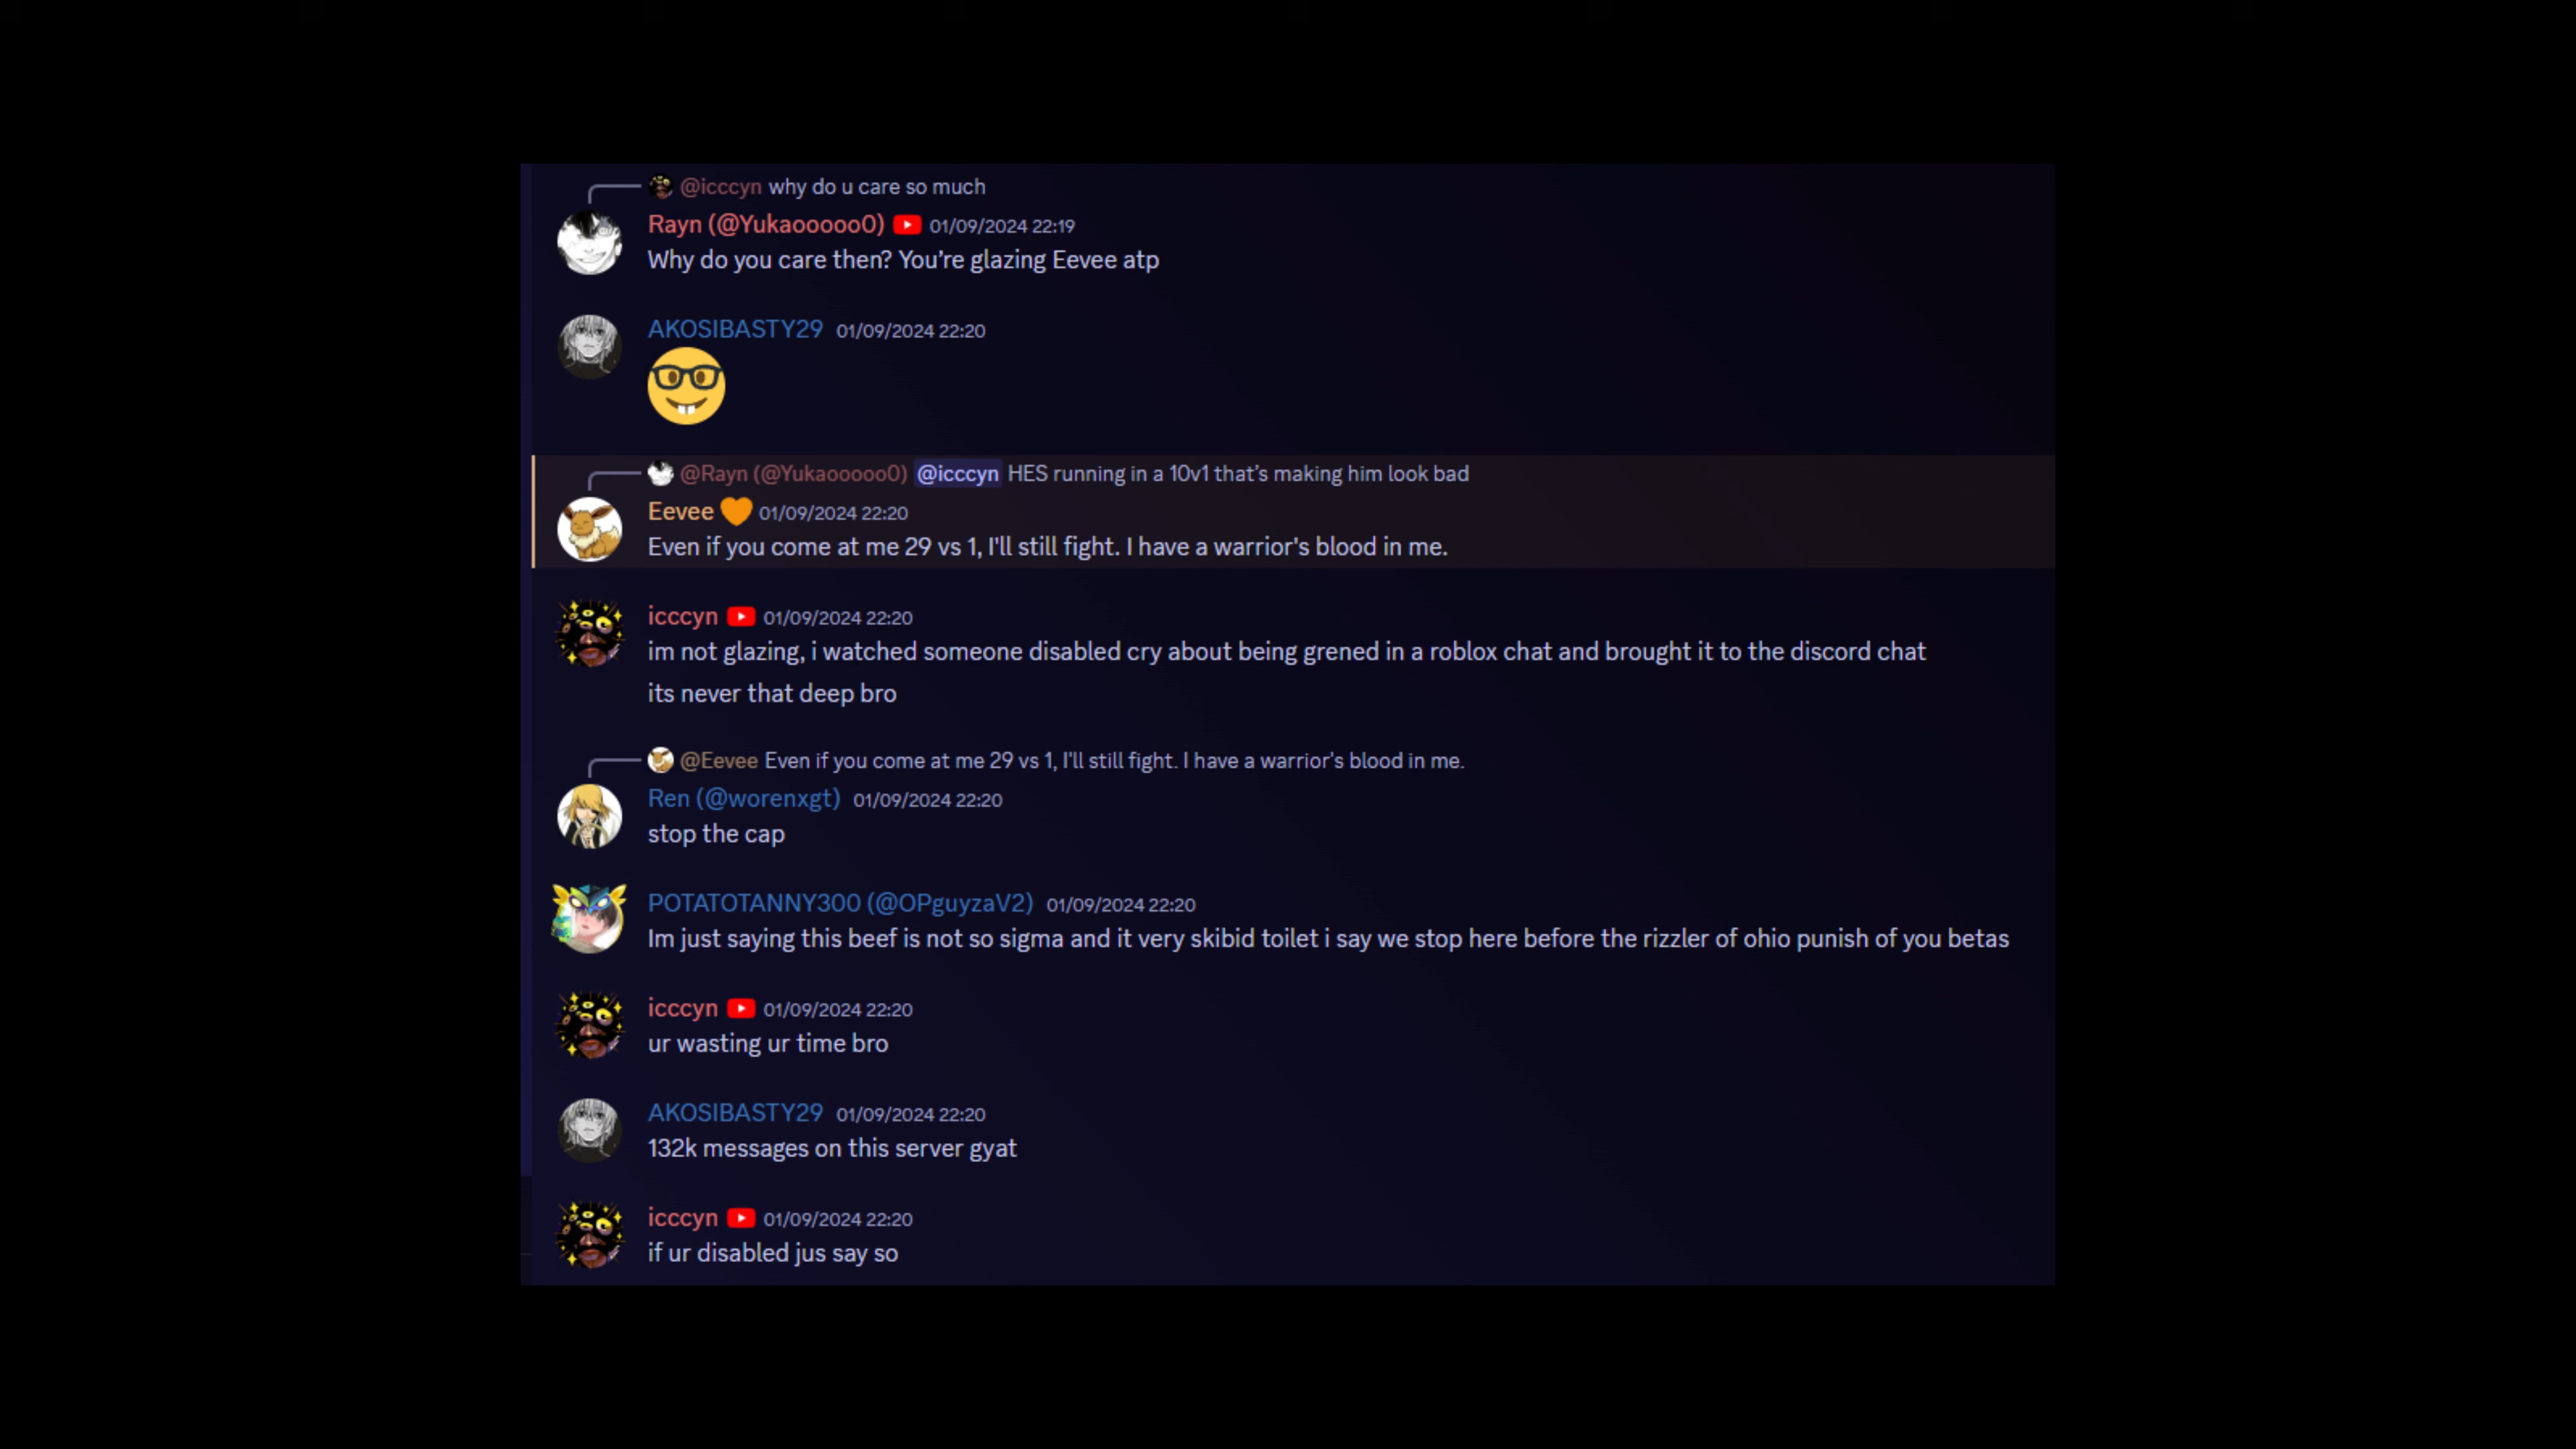 @icccyn why do u care so much
Rayn (@Yukaooooo0) 01/09/2024 22:19
Why do you care then? You're glazing Eevee atp
AKOSIBASTY29 01/09/2024 22:20
@Rayn (@Yukaooooo0) @icccyn HES running in a 10v1 that's making him look bad
Eevee 01/09/2024 22:20
Even if you come at me 29 vs 1, I'll still fight. I have a warrior's blood in me.
icccyn 01/09/2024 22:20
im not glazing, i watched someone disabled cry about being grened in a roblox chat and brought it to the discord chat
its never that deep bro
@Eevee Even if you come at me 29 vs 1, I'll still fight. I have a warrior's blood in me.
Ren (@worenxgt) 01/09/2024 22:20
stop the cap
POTATOTANNY300 (@OPguyzaV2) 01/09/2024 22:20
Im just saying this beef is not so sigma and it very skibid toilet i say we stop here before the rizzler of ohio punish of you betas
icccyn 01/09/2024 22:20
ur wasting ur time bro
AKOSIBASTY29 01/09/2024 22:20
132k messages on this server gyat
icccyn 01/09/2024 22:20
if ur disabled jus say so